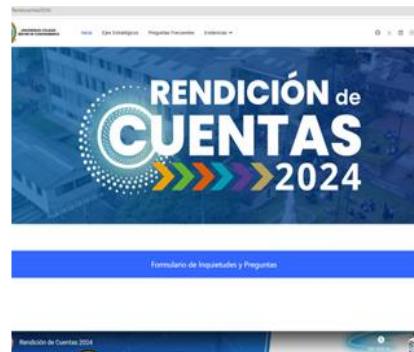 Inicio Ejes Estratégicos Preguntas Frecuentes Evidencias
RENDICIÓN de
CUENTAS
2024
Formulario de Inquietudes y Preguntas
Rendición de Cuentas 2024